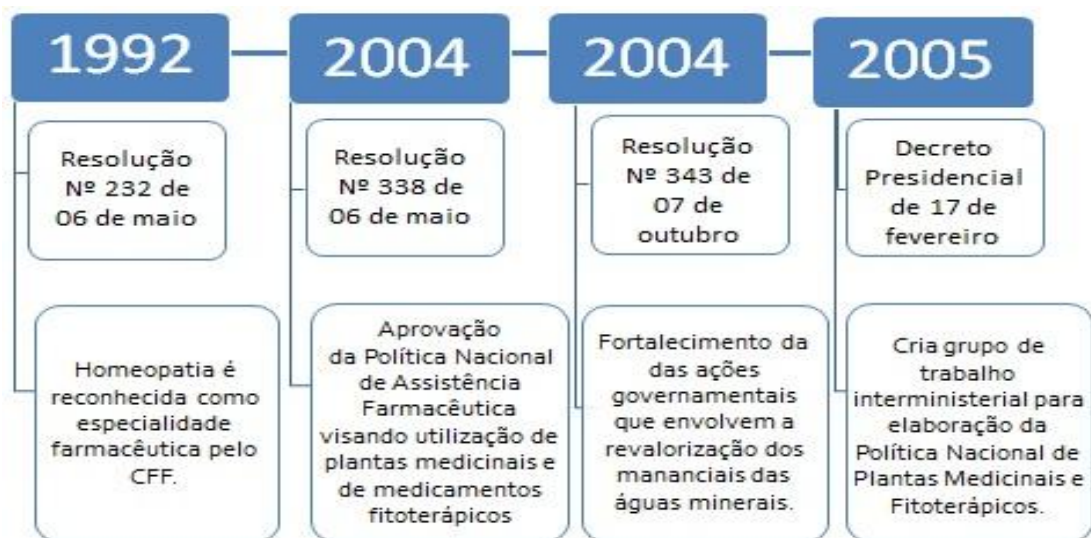 1992
2004
2004
2005
Resolução
Nº 232 de
06 de maio
Resolução
Nº 338 de
06 de maio
Resolução
Nº 343 de
07 de
outubro
Decreto
Presidencial
de 17 de
fevereiro
Homeopatia é
reconhecida como
especialidade
farmacêutica pelo
CFF.
Aprovação
da Política Nacional
de Assistência
Farmacêutica
visando utilização de
plantas medicinais e
de medicamentos
fitoterápicos
Fortalecimento da
das ações
governamentais
que envolvem a
revalorização dos
mananciais das
águas minerais.
Cria grupo de
trabalho
interministerial para
elaboração da
Política Nacional de
Plantas Medicinais e
Fitoterápicos.